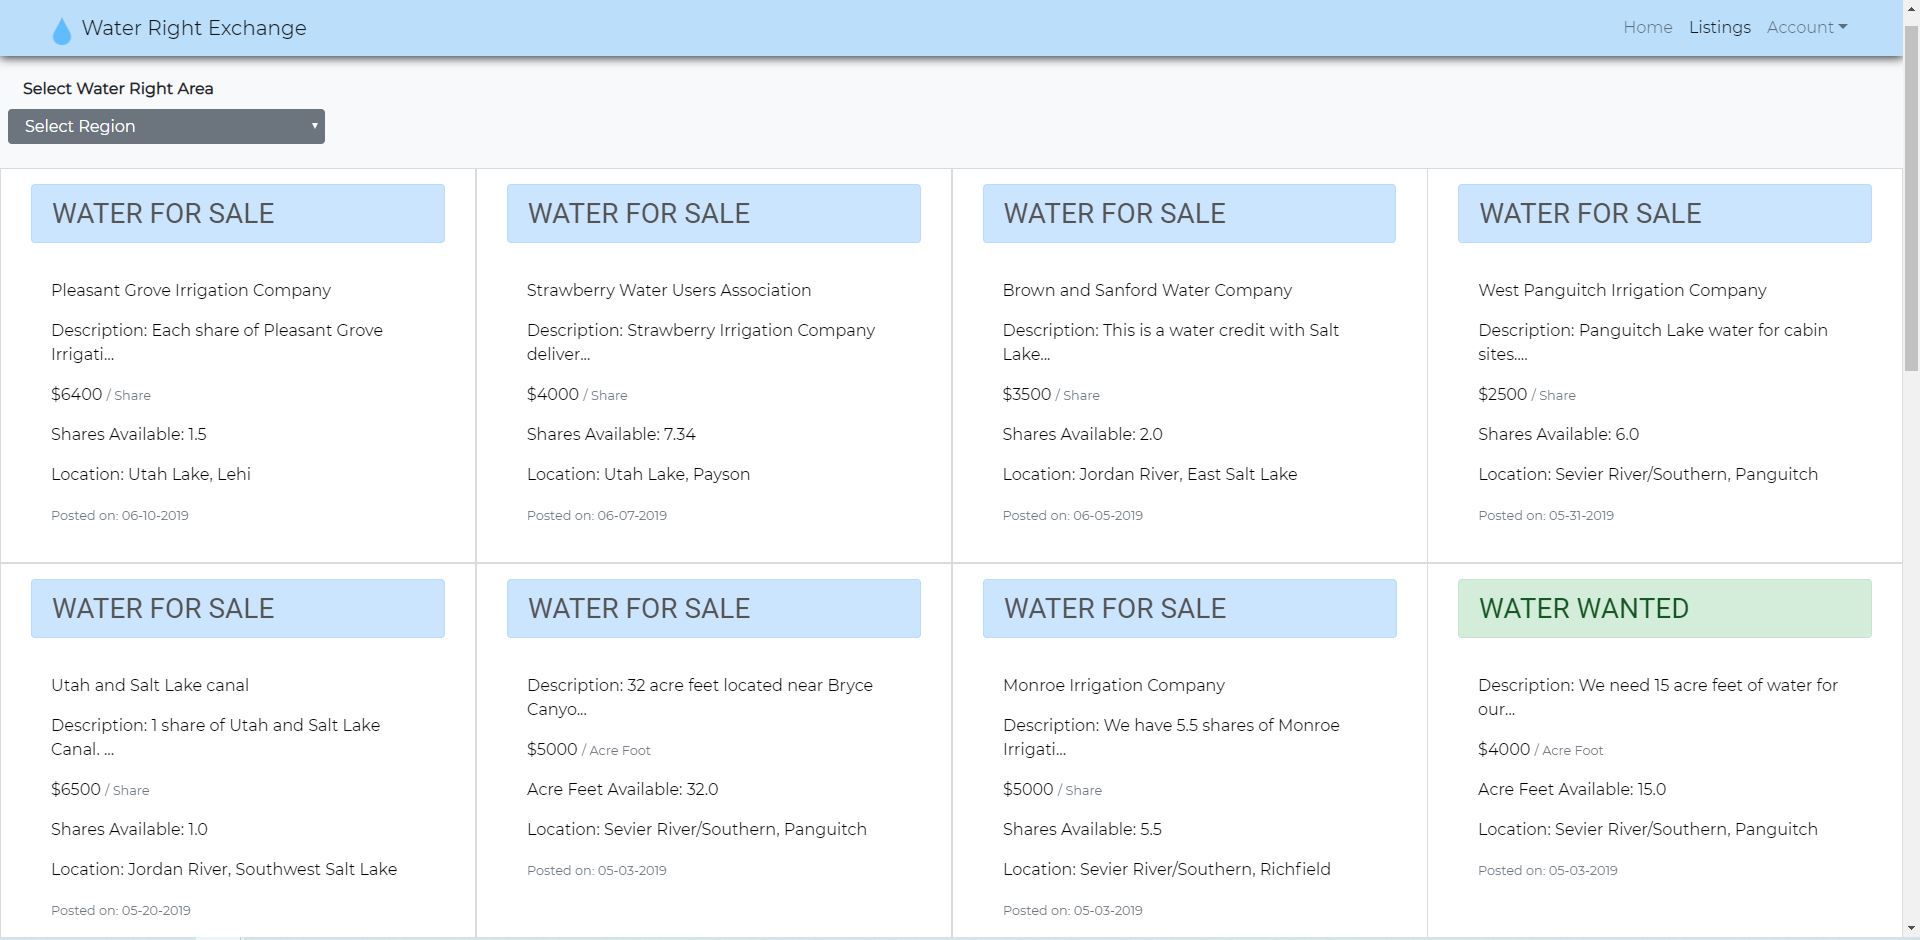 Water Right Exchange
Home Listings Account
Select Water Right Area
Select Region
WATER FOR SALE
Pleasant Grove Irrigation Company
Description: Each share of Pleasant Grove
Irrigati...
$6400 / Share
Shares Available: 1.5
Location: Utah Lake, Lehi
Posted on: 06-10-2019
WATER FOR SALE
Strawberry Water Users Association
Description: Strawberry Irrigation Company
deliver...
$4000 / Share
Shares Available: 7.34
Location: Utah Lake, Payson
Posted on: 06-07-2019
WATER FOR SALE
Brown and Sanford Water Company
Description: This is a water credit with Salt
Lake...
$3500 / Share
Shares Available: 2.0
Location: Jordan River, East Salt Lake
Posted on: 06-05-2019
WATER FOR SALE
West Panguitch Irrigation Company
Description: Panguitch Lake water for cabin
sites....
$2500 / Share
Shares Available: 6.0
Location: Sevier River/Southern, Panguitch
Posted on: 05-31-2019
WATER FOR SALE
Utah and Salt Lake canal
Description: 1 share of Utah and Salt Lake
Canal. ...
$6500 / Share
Shares Available: 1.0
Location: Jordan River, Southwest Salt Lake
Posted on: 05-20-2019
WATER FOR SALE
Description: 32 acre feet located near Bryce
Canyo...
$5000 / Acre Foot
Acre Feet Available: 32.0
Location: Sevier River/Southern, Panguitch
Posted on: 05-03-2019
WATER FOR SALE
Monroe Irrigation Company
Description: We have 5.5 shares of Monroe
Irrigati...
$5000 / Share
Shares Available: 5.5
Location: Sevier River/Southern, Richfield
Posted on: 05-03-2019
WATER WANTED
Description: We need 15 acre feet of water for
our...
$4000 / Acre Foot
Acre Feet Available: 15.0
Location: Sevier River/Southern, Panguitch
Posted on: 05-03-2019